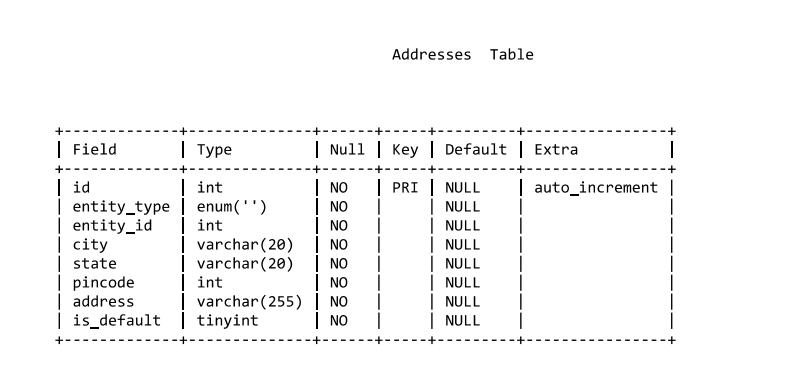 Addresses  Table
+-------------+--------------+------+-----+---------+----------------+
| Field       | Type         | Null | Key | Default | Extra          |
+-------------+--------------+------+-----+---------+----------------+
| id          | int          | NO   | PRI | NULL    | auto_increment |
| entity_type | enum('')     | NO   |     | NULL    |                |
| entity_id   | int          | NO   |     | NULL    |                |
| city        | varchar(20)  | NO   |     | NULL    |                |
| state       | varchar(20)  | NO   |     | NULL    |                |
| pincode     | int          | NO   |     | NULL    |                |
| address     | varchar(255) | NO   |     | NULL    |                |
| is_default  | tinyint      | NO   |     | NULL    |                |
+-------------+--------------+------+-----+---------+----------------+